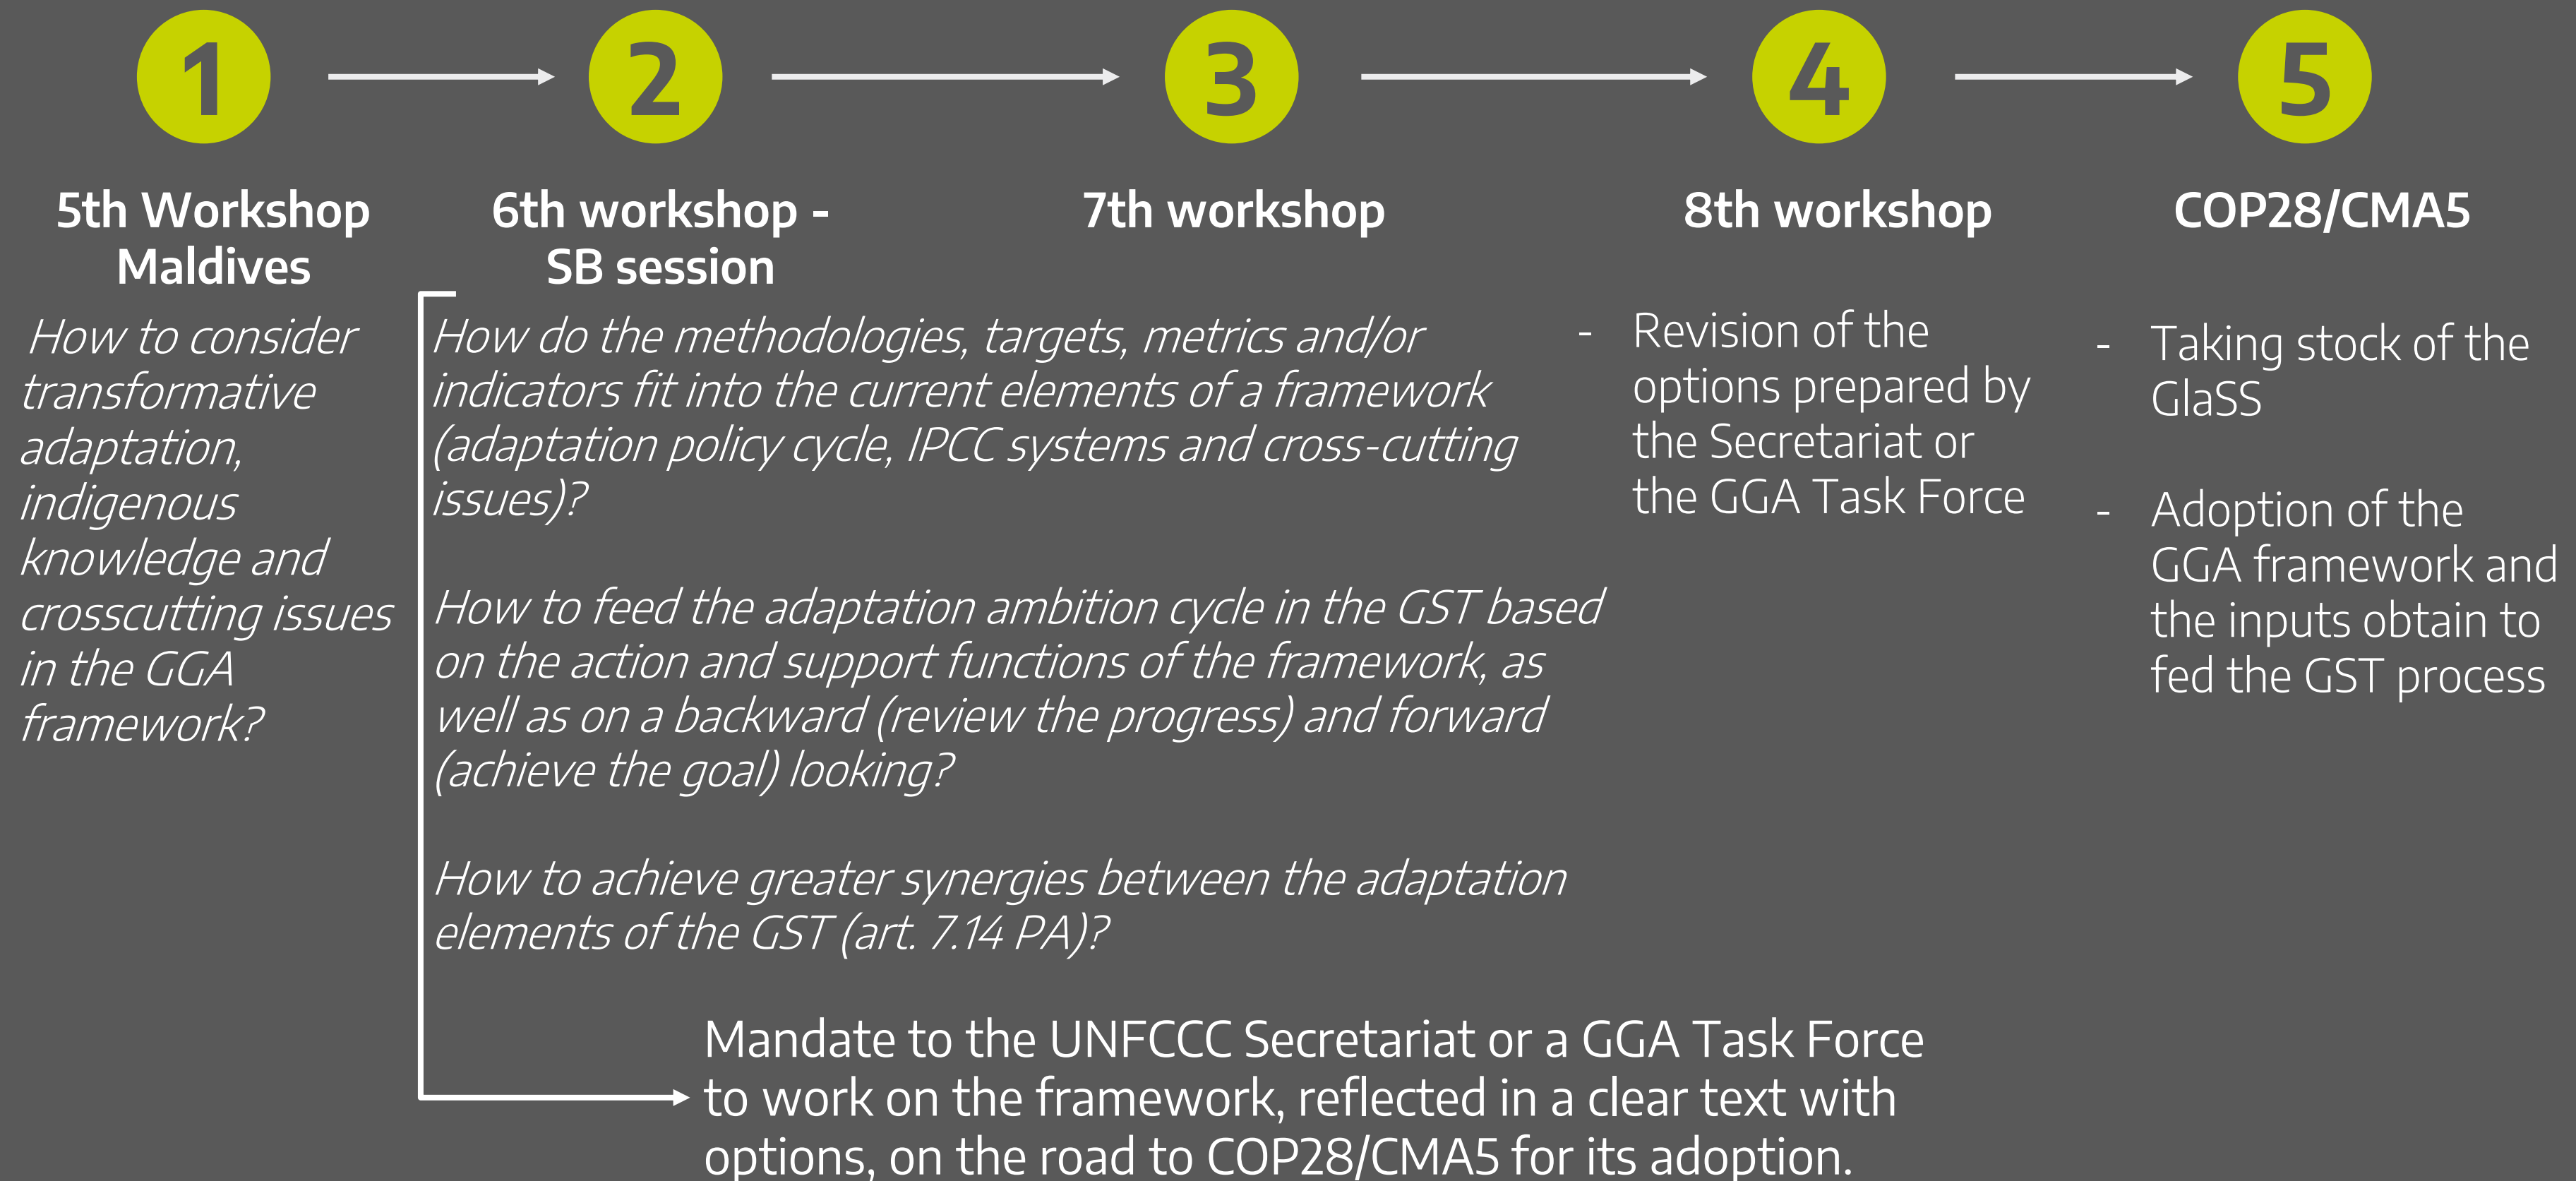 1
2
3
4
5
5th Workshop
Maldives
How to consider
transformative
adaptation,
indigenous
knowledge and
crosscutting issues
in the GGA
framework?
6th workshop -
SB session
7th workshop
How do the methodologies, targets, metrics and/or
indicators fit into the current elements of a framework
(adaptation policy cycle, IPCC systems and cross-cutting
issues)?
How to feed the adaptation ambition cycle in the GST based
on the action and support functions of the framework, as
well as on a backward (review the progress) and forward
(achieve the goal) looking?
How to achieve greater synergies between the adaptation
elements of the GST (art. 7.14 PA)?
Mandate to the UNFCCC Secretariat or a GGA Task Force
to work on the framework, reflected in a clear text with
options, on the road to COP28/CMA5 for its adoption.
8th workshop
- Revision of the
options prepared by
the Secretariat or
the GGA Task Force
COP28/CMA5
- Taking stock of the
GlaSS
- Adoption of the
GGA framework and
the inputs obtain to
fed the GST process